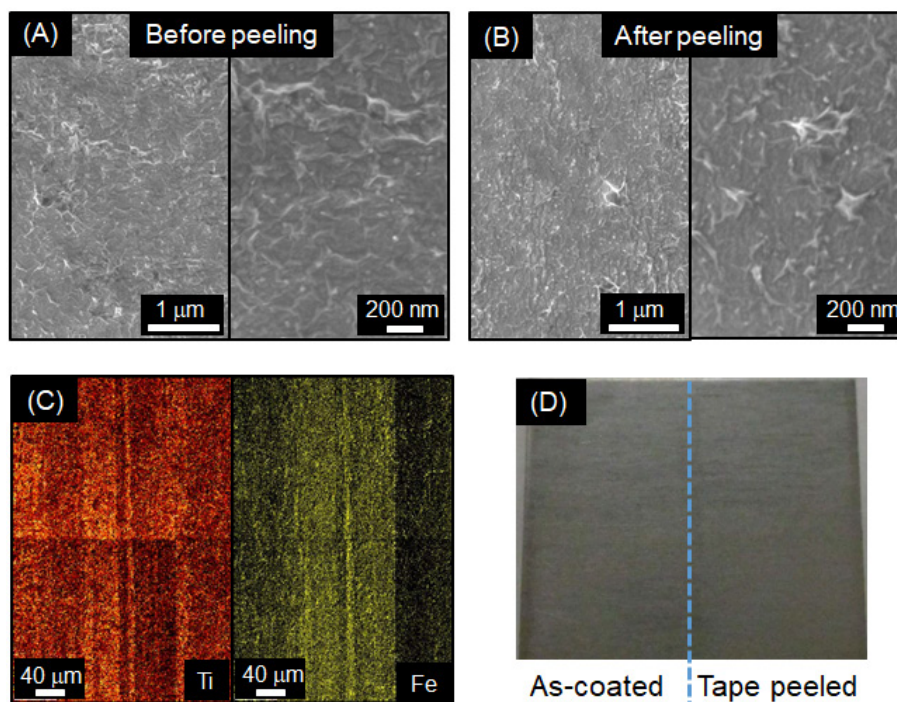 (A) Before peeling
1 μm
200 nm
(B) After peeling
1 μm
200 nm
(C)
40 μm
Ti
40 μm
Fe
(D)
As-coated
Tape peeled